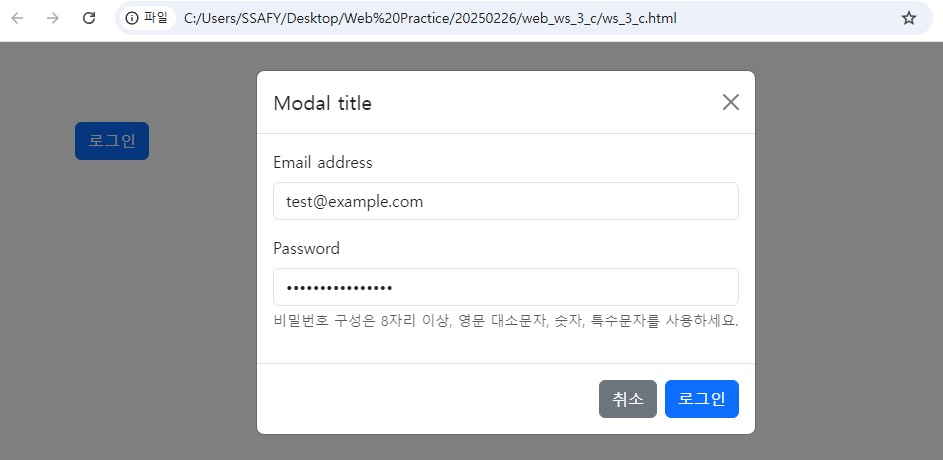 파일 C:/Users/SSAFY/Desktop/Web%20Practice/20250226/web_ws_3_c/ws_3_c.html
로그인
Modal title
Email address
test@example.com
Password
••••••••••••••••
비밀번호 구성은 8자리 이상, 영문 대소문자, 숫자, 특수문자를 사용하세요.
취소 로그인